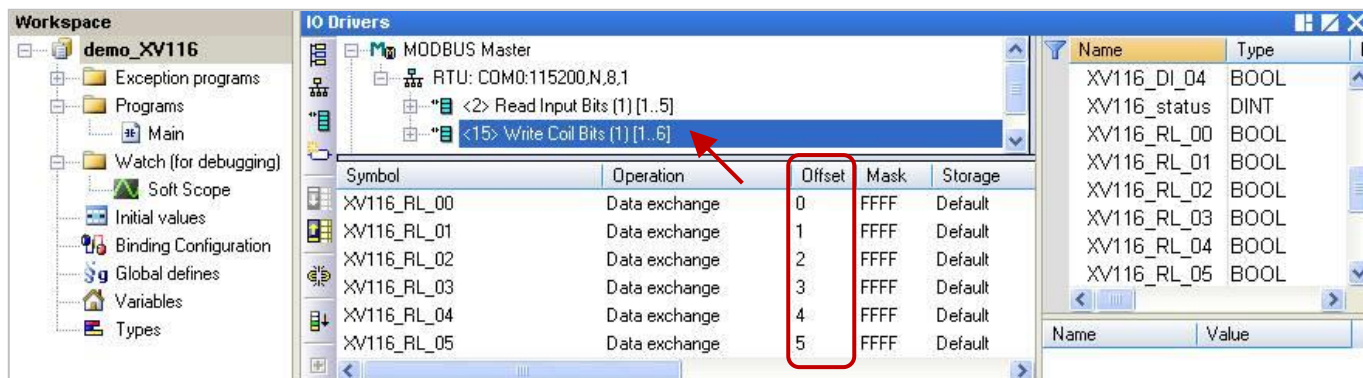 Workspace
demo_XV116
Exception programs
Programs
Main
Watch (for debugging)
Soft Scope
Initial values
Binding Configuration
Global defines
Variables
Types
IO Drivers
MODBUS Master
RTU: COM0:115200,N,8,1
<2> Read Input Bits (1) [1..5]
<15> Write Coil Bits (1) [1..6]
Symbol Operation Offset Mask Storage
XV116_RL_00 Data exchange 0 FFFF Default
XV116_RL_01 Data exchange 1 FFFF Default
XV116_RL_02 Data exchange 2 FFFF Default
XV116_RL_03 Data exchange 3 FFFF Default
XV116_RL_04 Data exchange 4 FFFF Default
XV116_RL_05 Data exchange 5 FFFF Default
Name Type
XV116_DI_04 BOOL
XV116_status DINT
XV116_RL_00 BOOL
XV116_RL_01 BOOL
XV116_RL_02 BOOL
XV116_RL_03 BOOL
XV116_RL_04 BOOL
XV116_RL_05 BOOL
Name Value